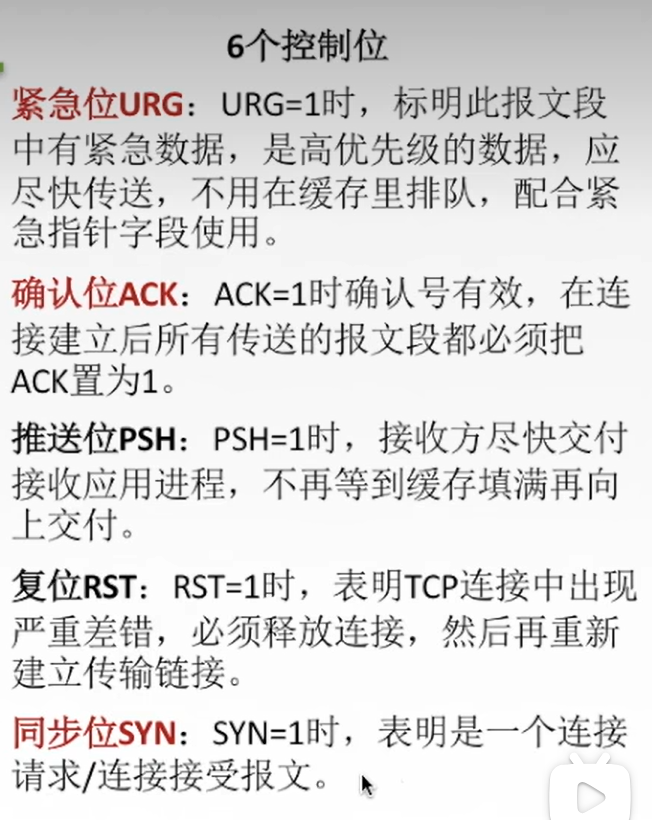 6个控制位
紧急位URG：URG=1时，标明此报文段
中有紧急数据，是高优先级的数据，应
尽快传送，不用在缓存里排队，配合紧
急指针字段使用。
确认位ACK：ACK=1时确认号有效，在连
接建立后所有传送的报文段都必须把
ACK置为1。
推送位PSH：PSH=1时，接收方尽快交付
接收应用进程，不再等到缓存填满再向
上交付。
复位RST：RST=1时，表明TCP连接中出现
严重差错，必须释放连接，然后再重新
建立传输链接。
同步位SYN：SYN=1时，表明是一个连接
请求/连接接受报文。